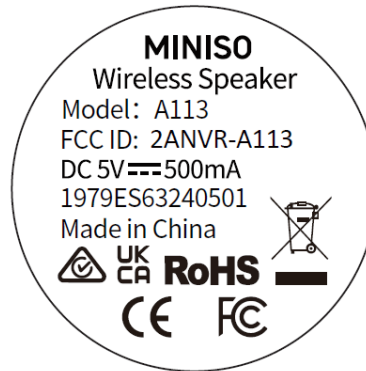 MINISO
Wireless Speaker
Model: A113
FCC ID: 2ANVR-A113
DC 5V⎓500mA
1979ES63240501
Made in China
UK
CA
RoHS
CE FC